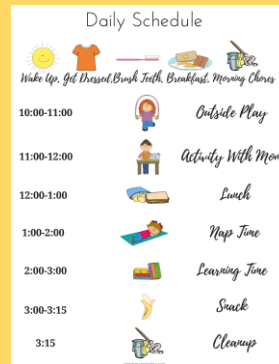 Daily Schedule
Wake Up, Get Dressed,Brush Teeth, Breakfast, Morning Chores
10:00-11:00 Outside Play
11:00-12:00 Activity With Mom
12:00-1:00 Lunch
1:00-2:00 Nap Time
2:00-3:00 Learning Time
3:00-3:15 Snack
3:15 Cleanup